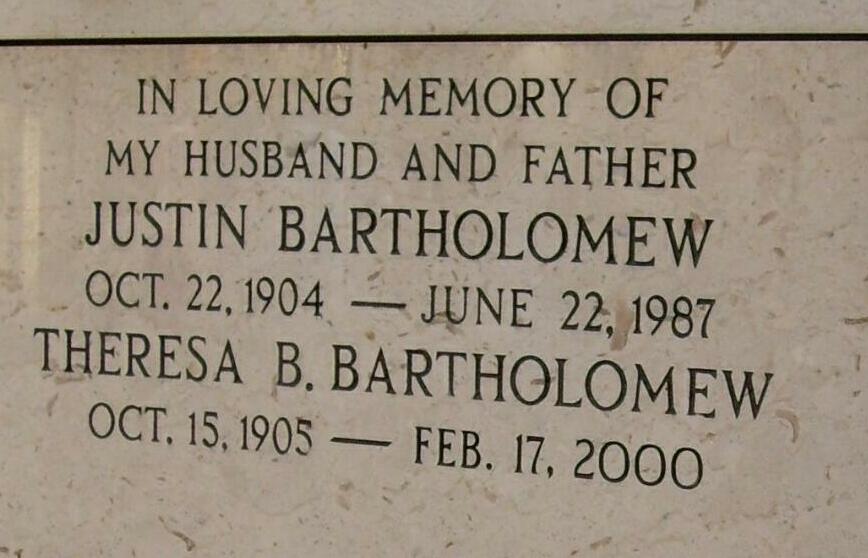 IN LOVING MEMORY OF
MY HUSBAND AND FATHER
JUSTIN BARTHOLOMEW
OCT. 22, 1904 — JUNE 22, 1987
THERESA B. BARTHOLOMEW
OCT. 15, 1905 — FEB. 17, 2000